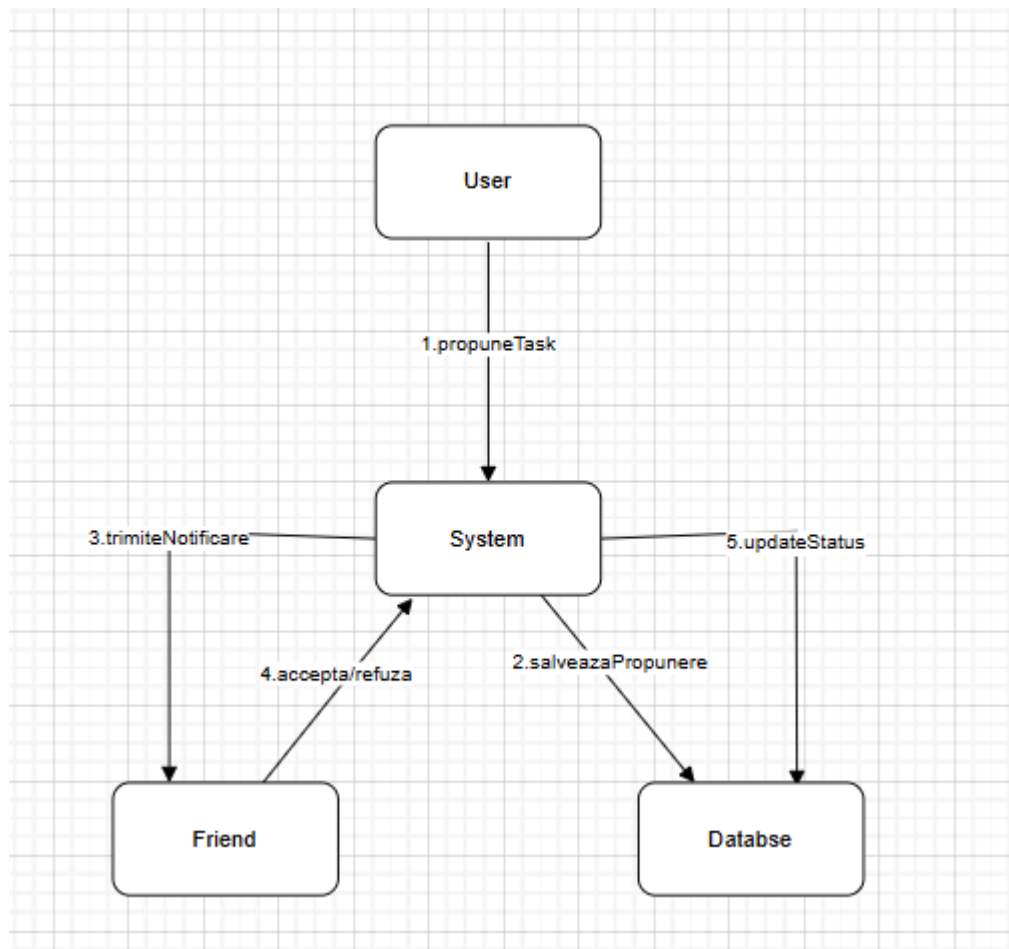 User
1.propuneTask
3.trimiteNotificare
System
5.updateStatus
4.accepta/refuza
2.salveazaPropunere
Friend
Databse